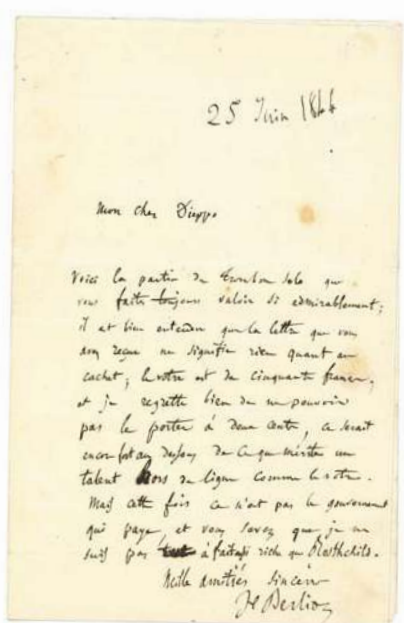 25 Juin 1844
Mon cher Dieppo
Voici la partie de Trombone solo que
vous faites toujours valoir si admirablement;
il est bien entendu que la lettre que vous
avez reçue ne signifie rien quant au
cachet; le votre est de cinquante francs,
et je regrette bien de ne pouvoir
pas le porter à deux cents, ce serait
encor fort au dessous de ce que mérite un
talent hors de ligne comme le votre.
Mais cette fois ce n'est pas le gouvernement
qui paye, et vous savez que je ne
suis pas à fait si riche que Rothschild.
Mille amitiés sincères
H Berlioz